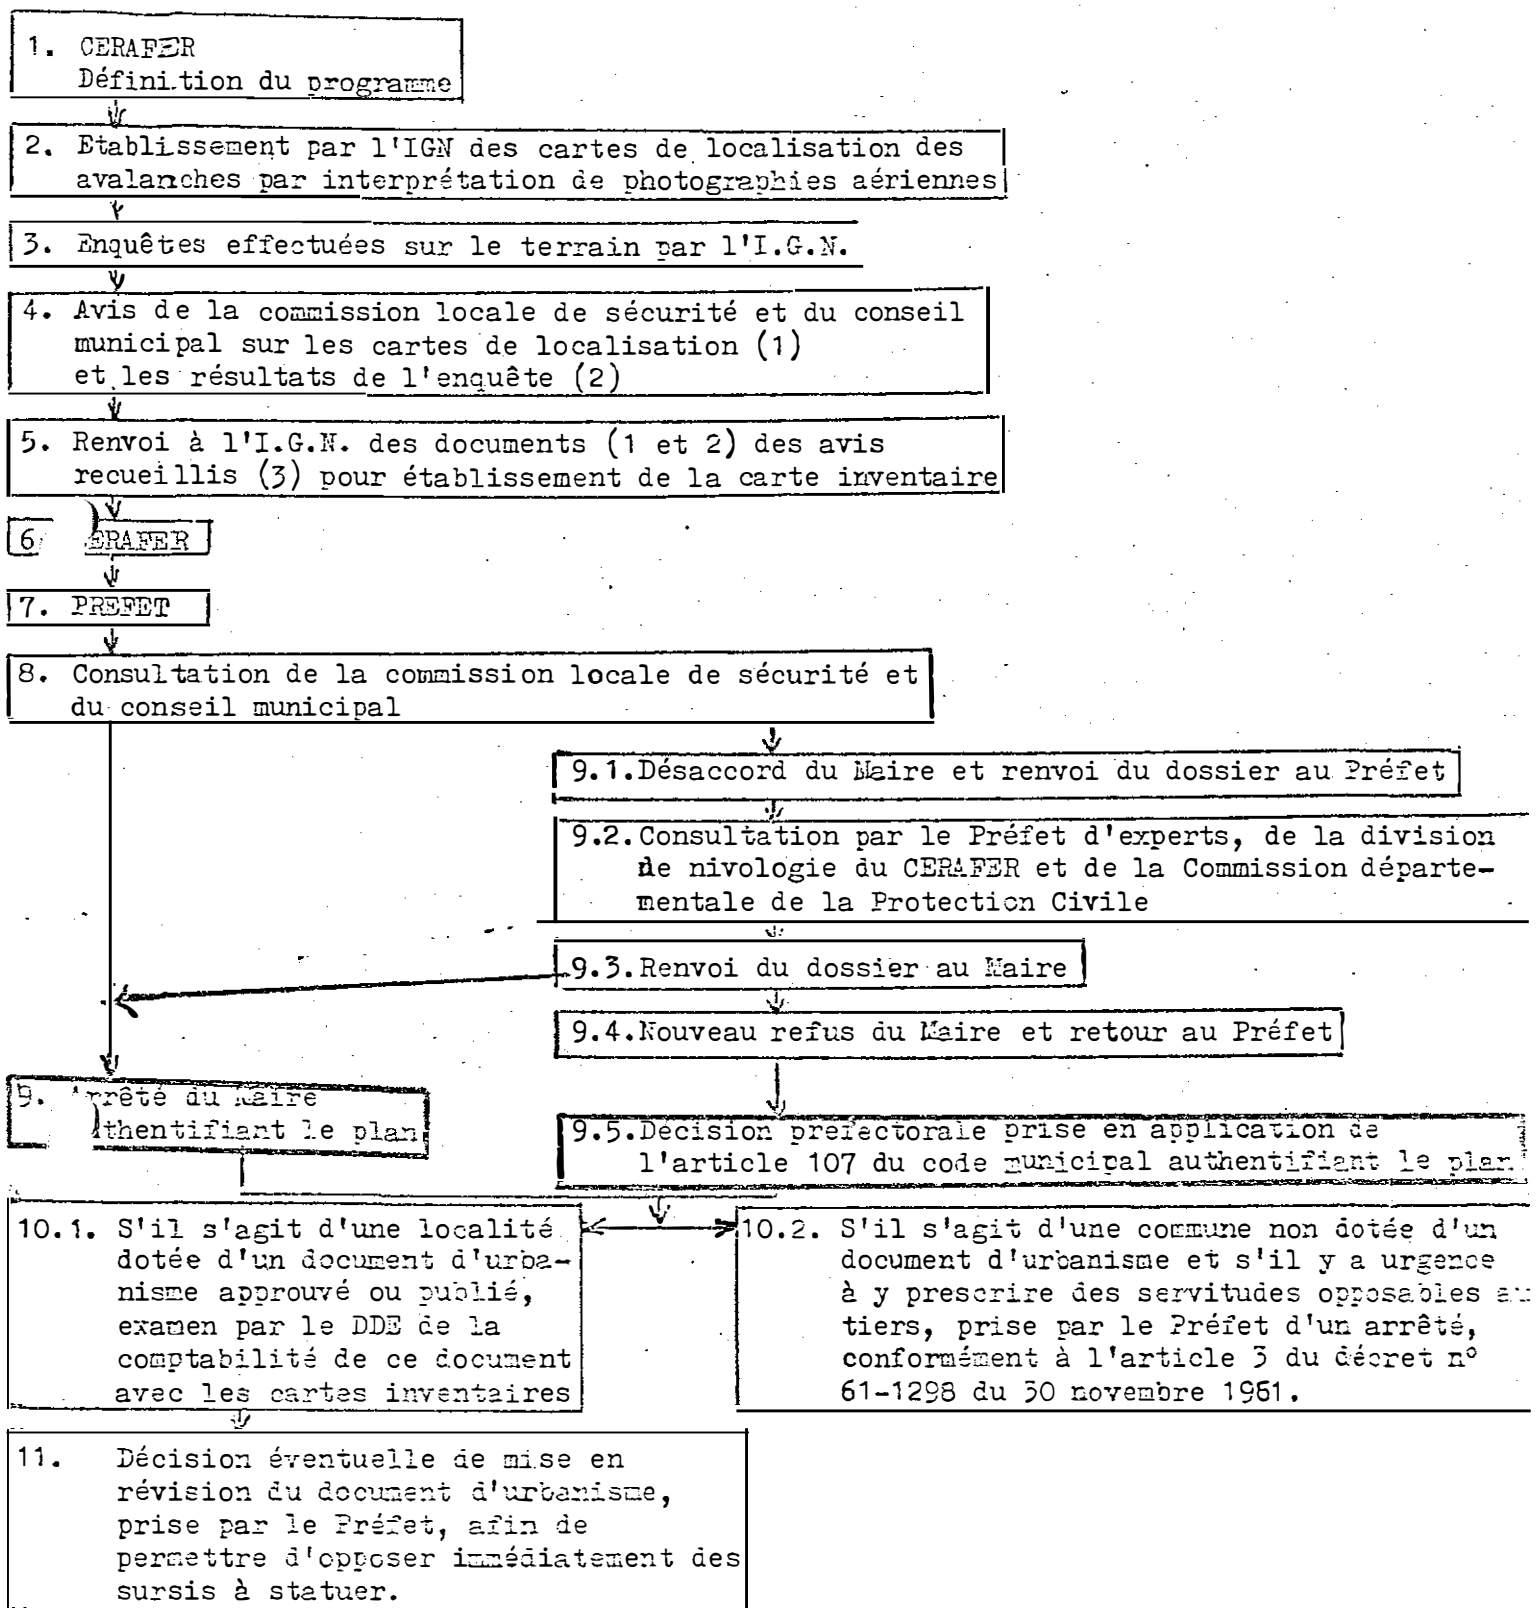 1. CERAFER
Définition du programme
2. Etablissement par l'IGN des cartes de localisation des
avalanches par interprétation de photographies aériennes
3. Enquêtes effectuées sur le terrain par l'I.G.N.
4. Avis de la commission locale de sécurité et du conseil
municipal sur les cartes de localisation (1)
et les résultats de l'enquête (2)
5. Renvoi à l'I.G.N. des documents (1 et 2) des avis
recueillis (3) pour établissement de la carte inventaire
6 ERAFER
7. PREFET
8. Consultation de la commission locale de sécurité et
du conseil municipal
9.1. Désaccord du Maire et renvoi du dossier au Préfet
9.2. Consultation par le Préfet d'experts, de la division
de nivologie du CERAFER et de la Commission départe-
mentale de la Protection Civile
9.3. Renvoi du dossier au Maire
9.4. Nouveau refus du Maire et retour au Préfet
9. rrêté du Maire
thentifiant le plan
9.5. Décision préfectorale prise en application de
l'article 107 du code municipal authentifiant le plan
10.1. S'il s'agit d'une localité
dotée d'un document d'urba-
nisme approuvé ou publié,
examen par le DDE de la
comptabilité de ce document
avec les cartes inventaires
10.2. S'il s'agit d'une commune non dotée d'un
document d'urbanisme et s'il y a urgence
à y prescrire des servitudes opposables au
tiers, prise par le Préfet d'un arrêté,
conformément à l'article 3 du décret n°
61-1298 du 30 novembre 1961.
11. Décision éventuelle de mise en
révision du document d'urbanisme,
prise par le Préfet, afin de
permettre d'opposer immédiatement des
sursis à statuer.